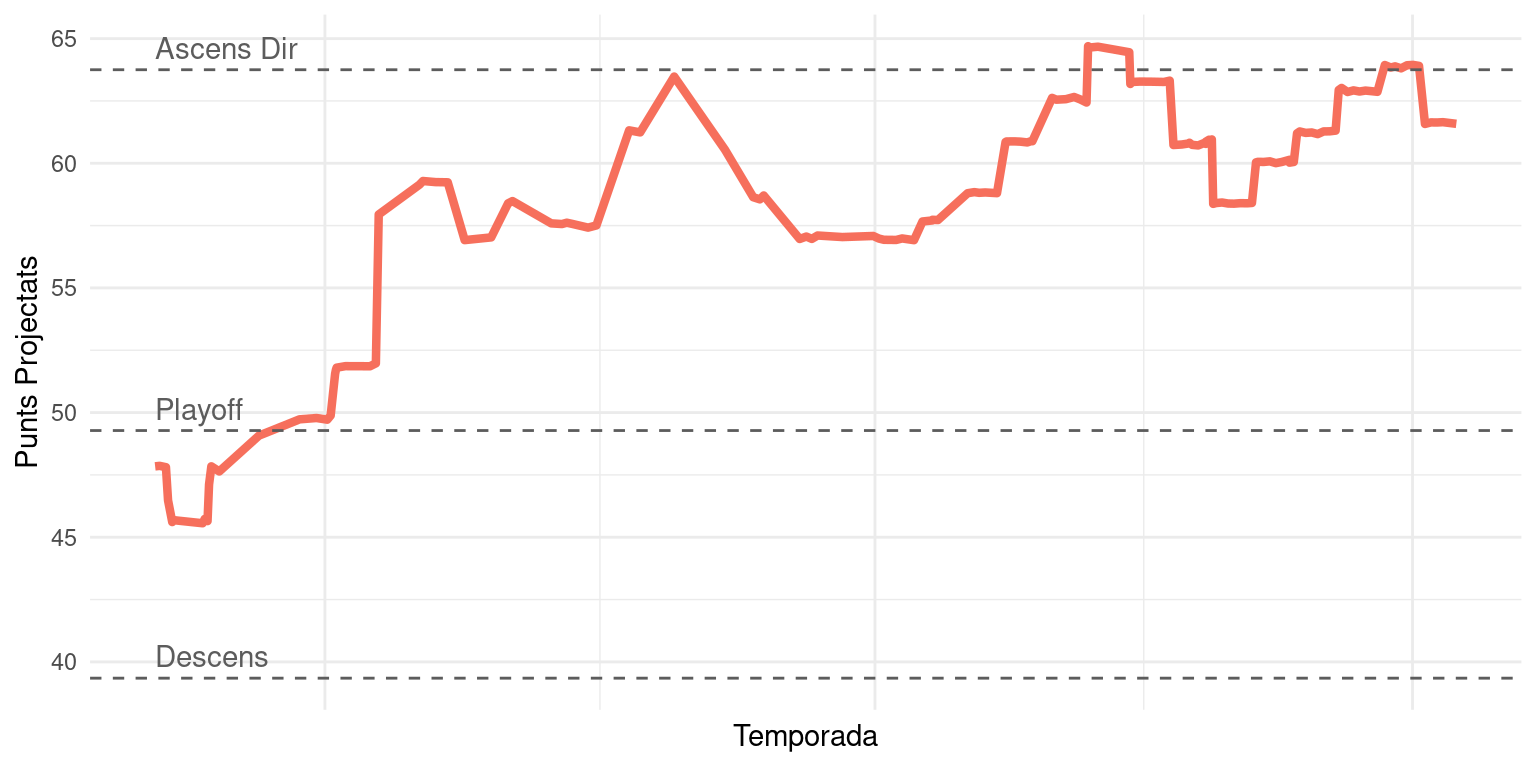 65
Ascens Dir
60
55
Punts Projectats
50
Playoff
45
40
Descens
Temporada